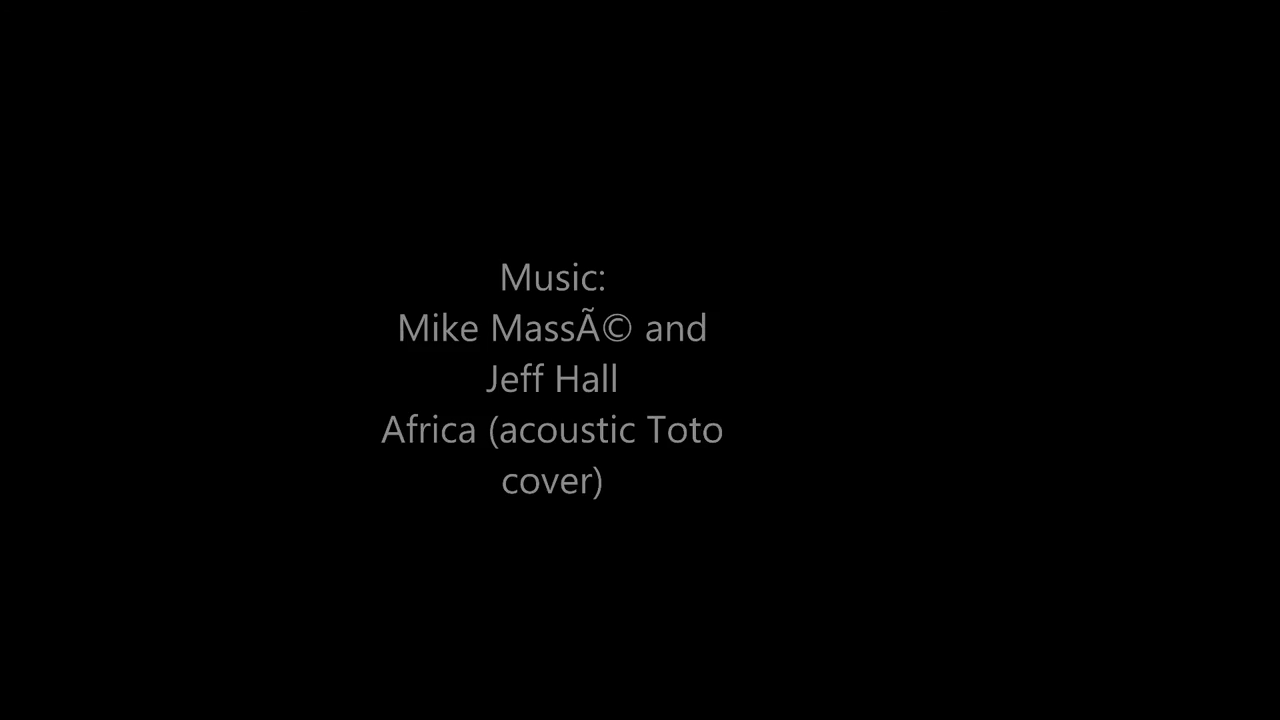 Music:
Mike MassÃ© and
Jeff Hall
Africa (acoustic Toto
cover)